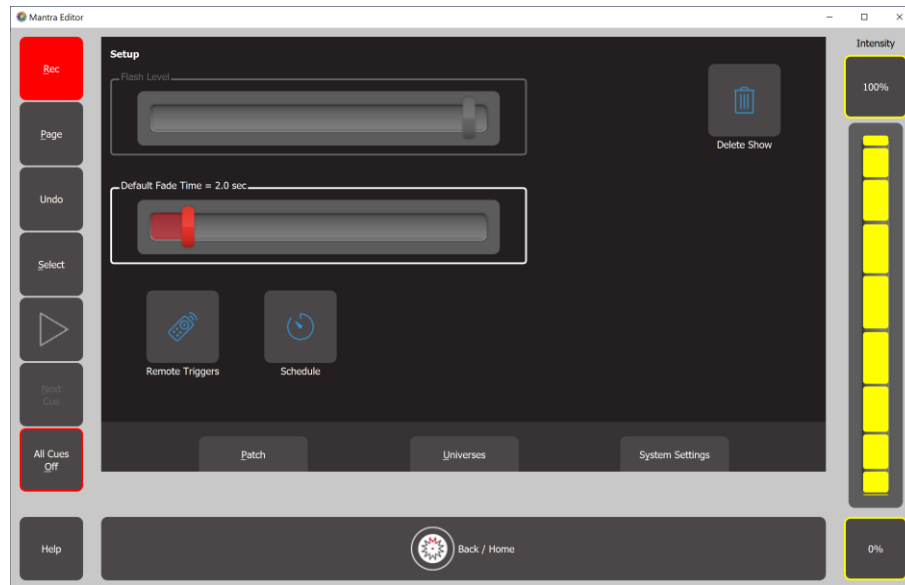 Mantra Editor
Intensity
Rec
Setup
Flash Level
100%
Page
Delete Show
Undo
Default Fade Time = 2.0 sec
Select
Remote Triggers
Schedule
Next
Cue
All Cues
Off
Patch
Universes
System Settings
Help
Back / Home
0%